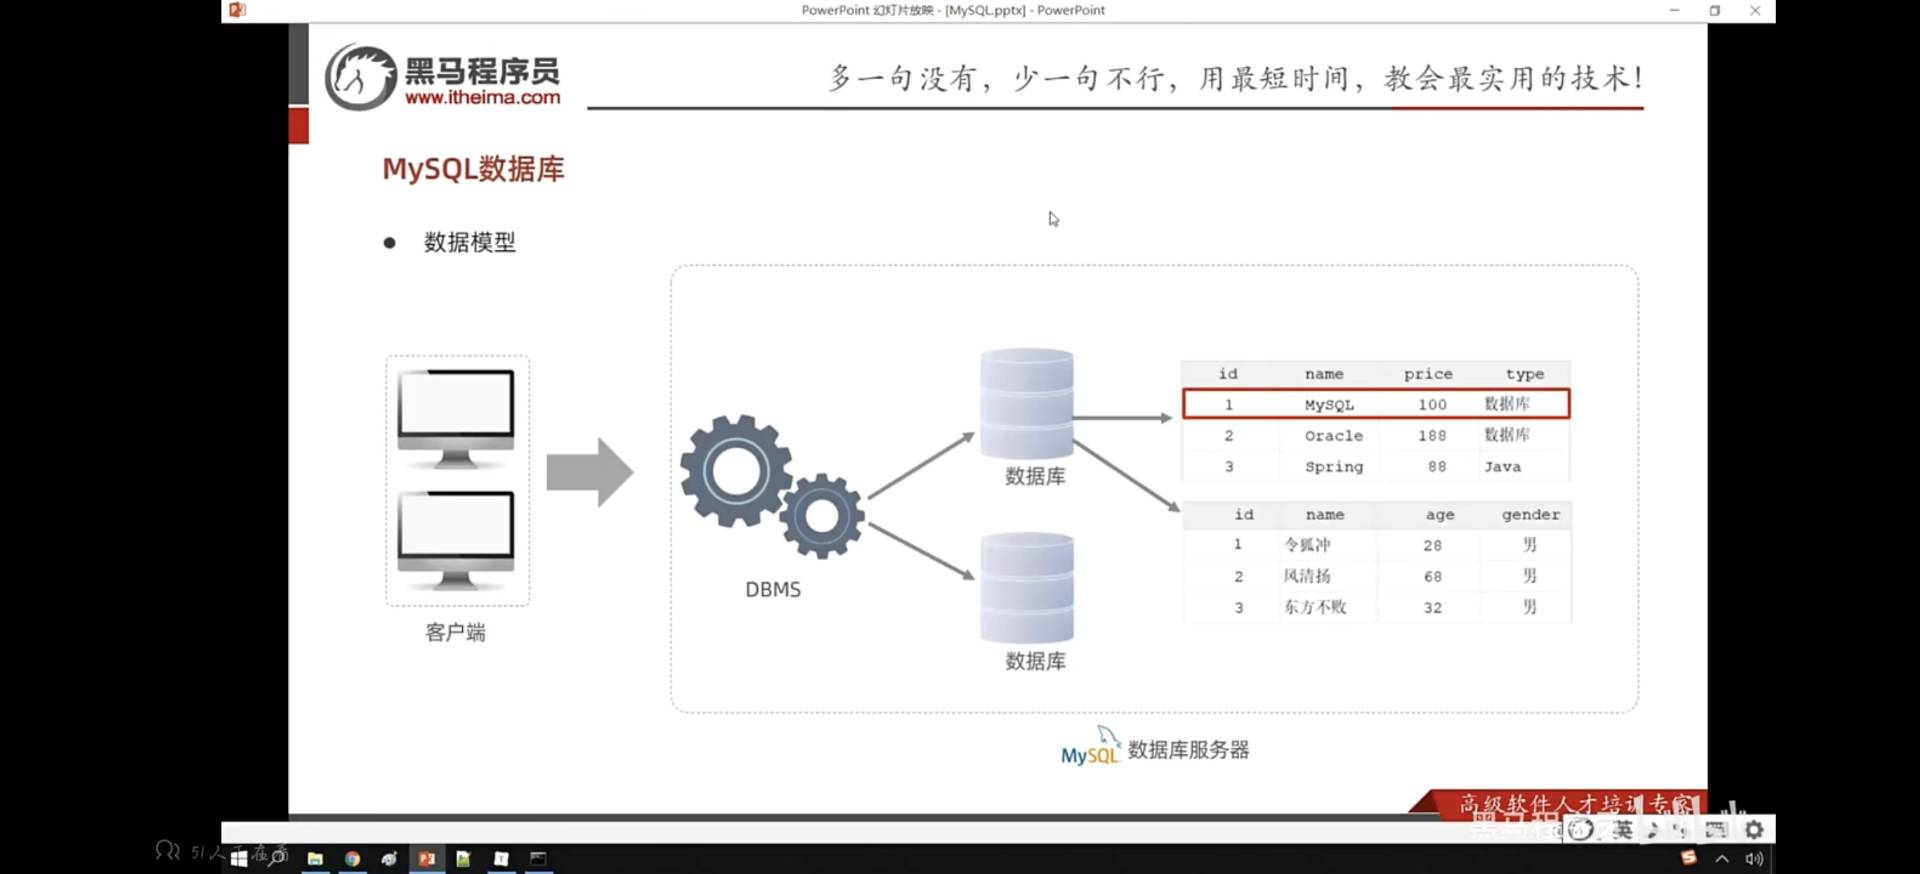 PowerPoint 幻灯片放映 - [MySQL.pptx] - PowerPoint
黑马程序员
www.itheima.com
多一句没有，少一句不行，用最短时间，教会最实用的技术！
MySQL数据库
数据模型
客户端
DBMS
数据库
数据库
id name price type
1 MySQL 100 数据库
2 Oracle 188 数据库
3 Spring 88 Java
id name age gender
1 令狐冲 28 男
2 风清扬 68 男
3 东方不败 32 男
MySQL 数据库服务器
高级软件人才培训专家
英
51人正在看